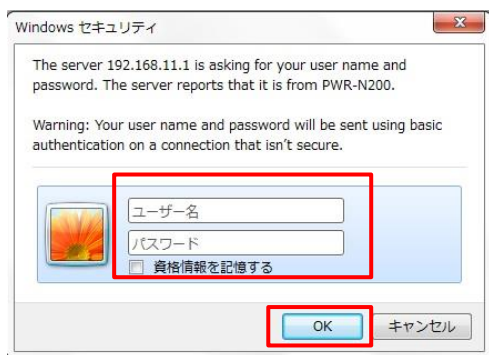 Windows セキュリティ
The server 192.168.11.1 is asking for your user name and
password. The server reports that it is from PWR-N200.
Warning: Your user name and password will be sent using basic
authentication on a connection that isn't secure.
ユーザー名
パスワード
資格情報を記憶する
OK
キャンセル